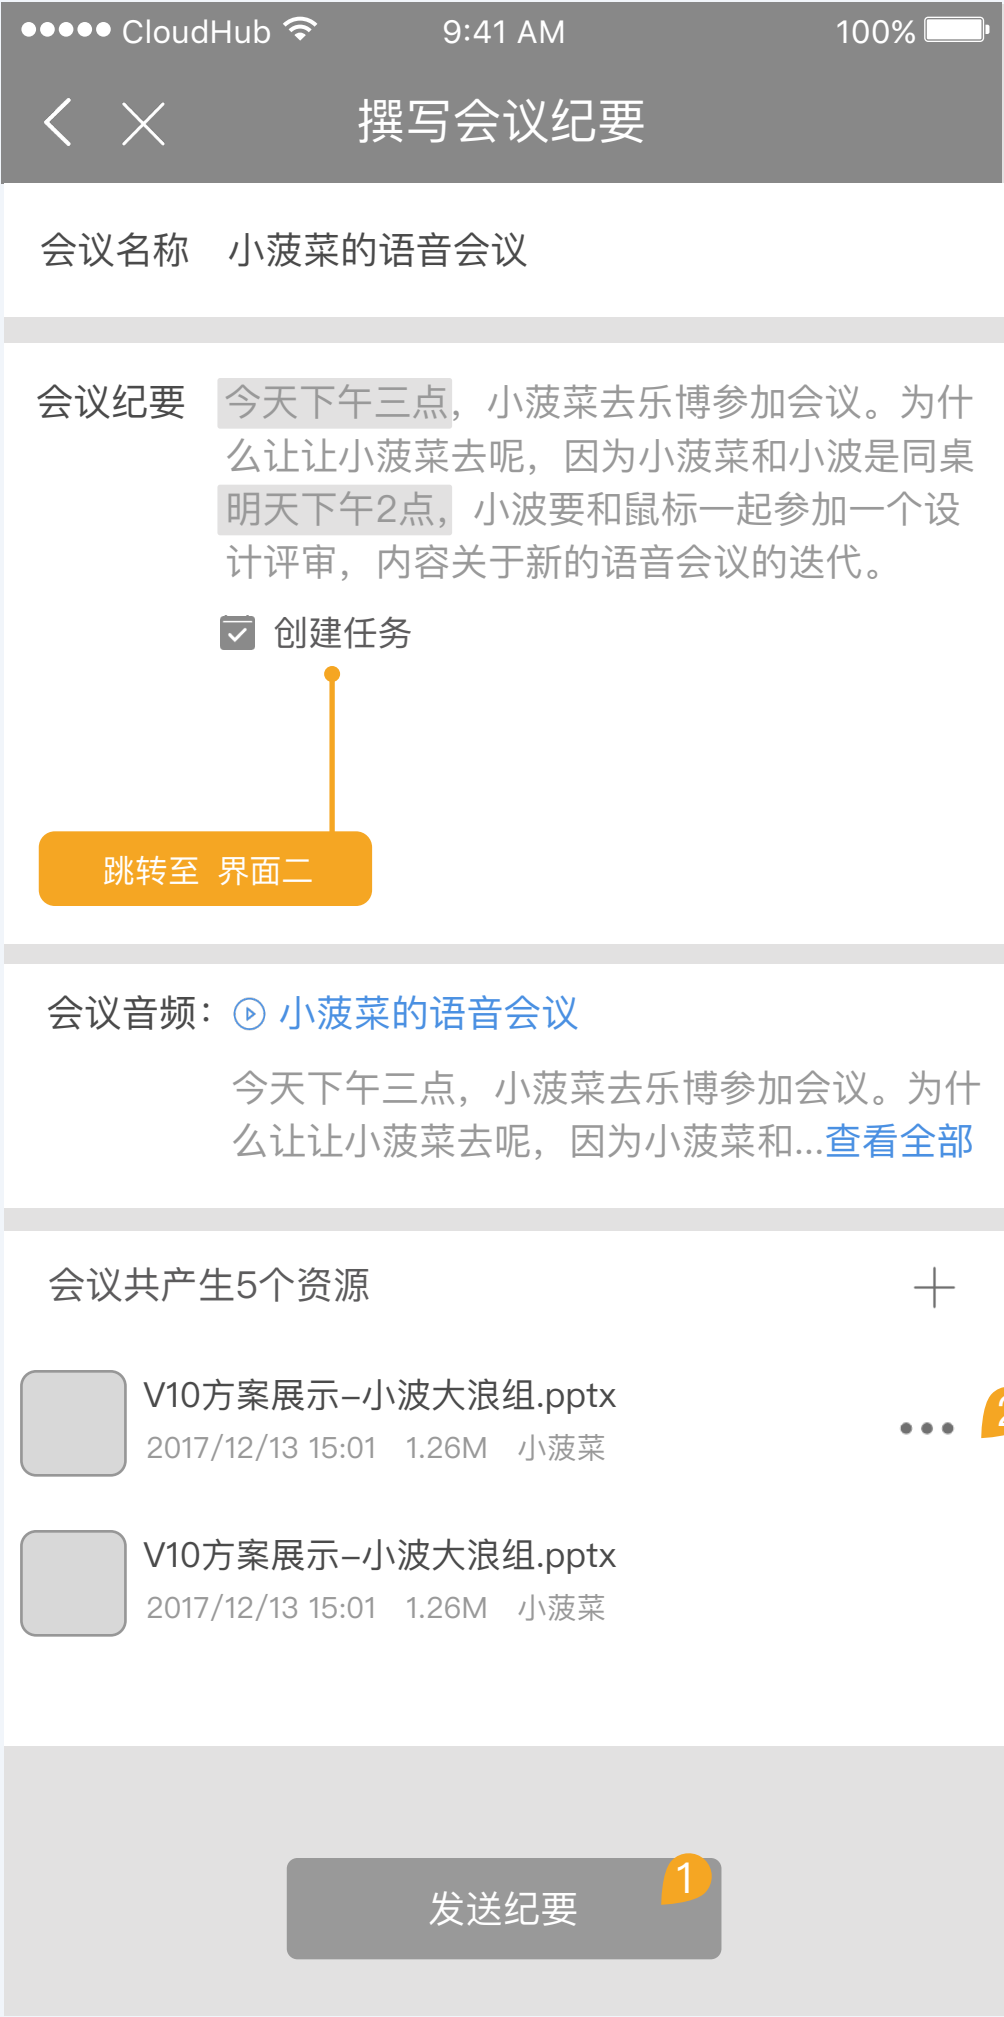 CloudHub 9:41 AM 100%
撰写会议纪要
会议名称 小菠菜的语音会议
会议纪要 今天下午三点，小菠菜去乐博参加会议。为什
么让让小菠菜去呢，因为小菠菜和小波是同桌
明天下午2点，小波要和鼠标一起参加一个设
计评审，内容关于新的语音会议的迭代。
创建任务
跳转至 界面二
会议音频： 小菠菜的语音会议
今天下午三点，小菠菜去乐博参加会议。为什
么让让小菠菜去呢，因为小菠菜和...查看全部
会议共产生5个资源
V10方案展示-小波大浪组.pptx
2017/12/13 15:01 1.26M 小菠菜
2
V10方案展示-小波大浪组.pptx
2017/12/13 15:01 1.26M 小菠菜
发送纪要 1